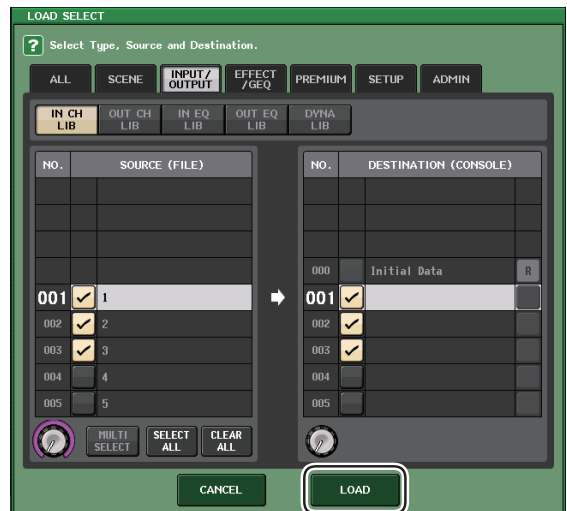 LOAD SELECT
? Select Type, Source and Destination.
ALL SCENE INPUT/OUTPUT EFFECT/GEQ PREMIUM SETUP ADMIN
IN CH LIB OUT CH LIB IN EQ LIB OUT EQ LIB DYNA LIB
NO. SOURCE (FILE) NO. DESTINATION (CONSOLE)
000 Initial Data R
001 1 001
002 2 002
003 3 003
004 4 004
005 5 005
MULTI SELECT SELECT ALL CLEAR ALL
CANCEL LOAD